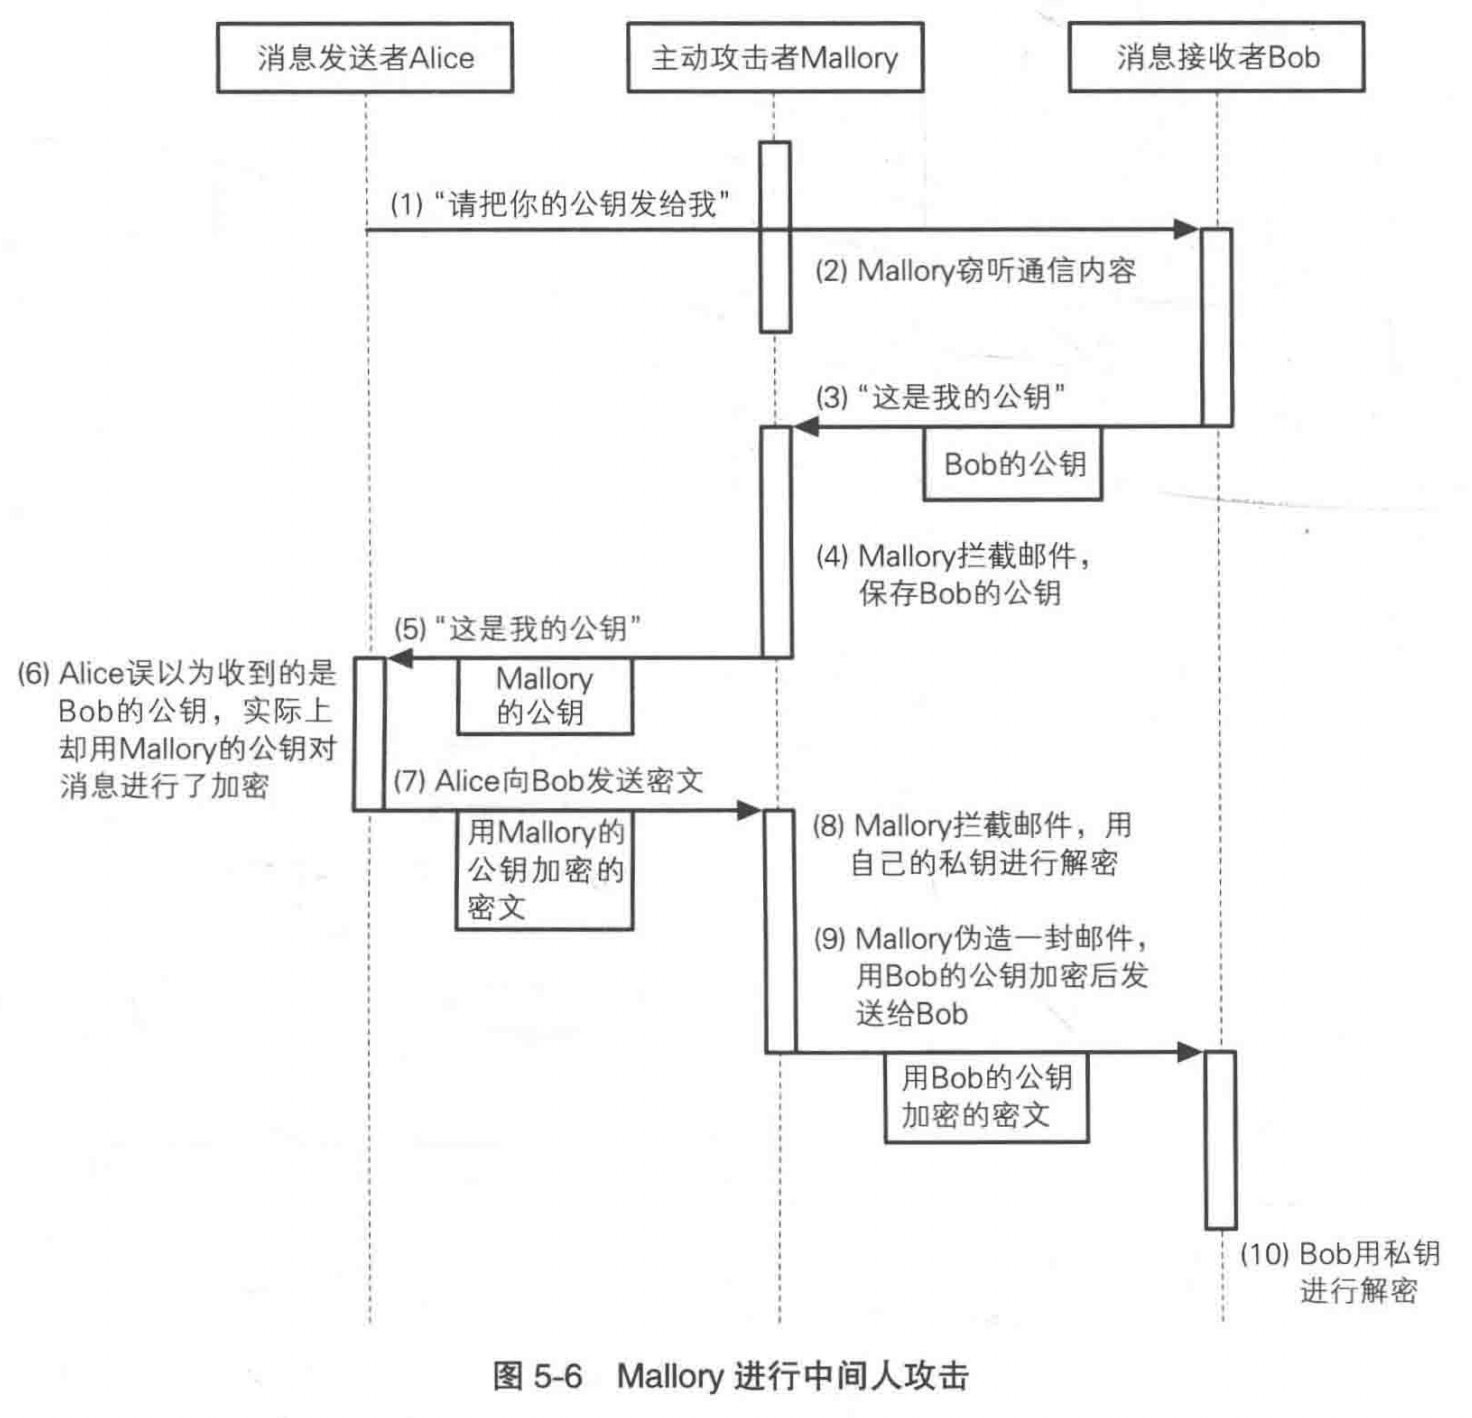 消息发送者Alice
主动攻击者Mallory
消息接收者Bob
(1) “请把你的公钥发给我”
(2) Mallory窃听通信内容
(3) “这是我的公钥”
Bob的公钥
(4) Mallory拦截邮件，
保存Bob的公钥
(5) “这是我的公钥”
Mallory
的公钥
(6) Alice误以为收到的是
Bob的公钥，实际上
却用Mallory的公钥对
消息进行了加密
(7) Alice向Bob发送密文
用Mallory的
公钥加密的
密文
(8) Mallory拦截邮件，用
自己的私钥进行解密
(9) Mallory伪造一封邮件，
用Bob的公钥加密后发
送给Bob
用Bob的公钥
加密的密文
(10) Bob用私钥
进行解密
图 5-6 Mallory 进行中间人攻击